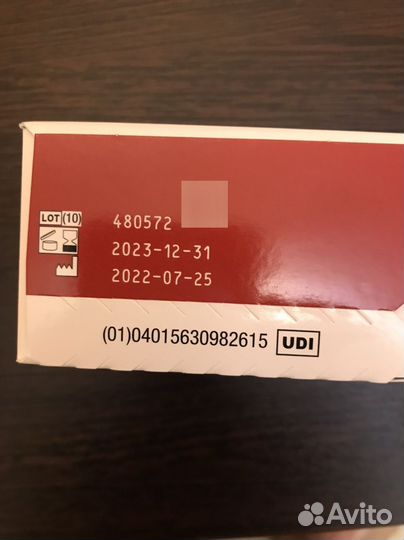 LOT (10) 480572
2023-12-31
2022-07-25
(01)04015630982615 UDI
Avito